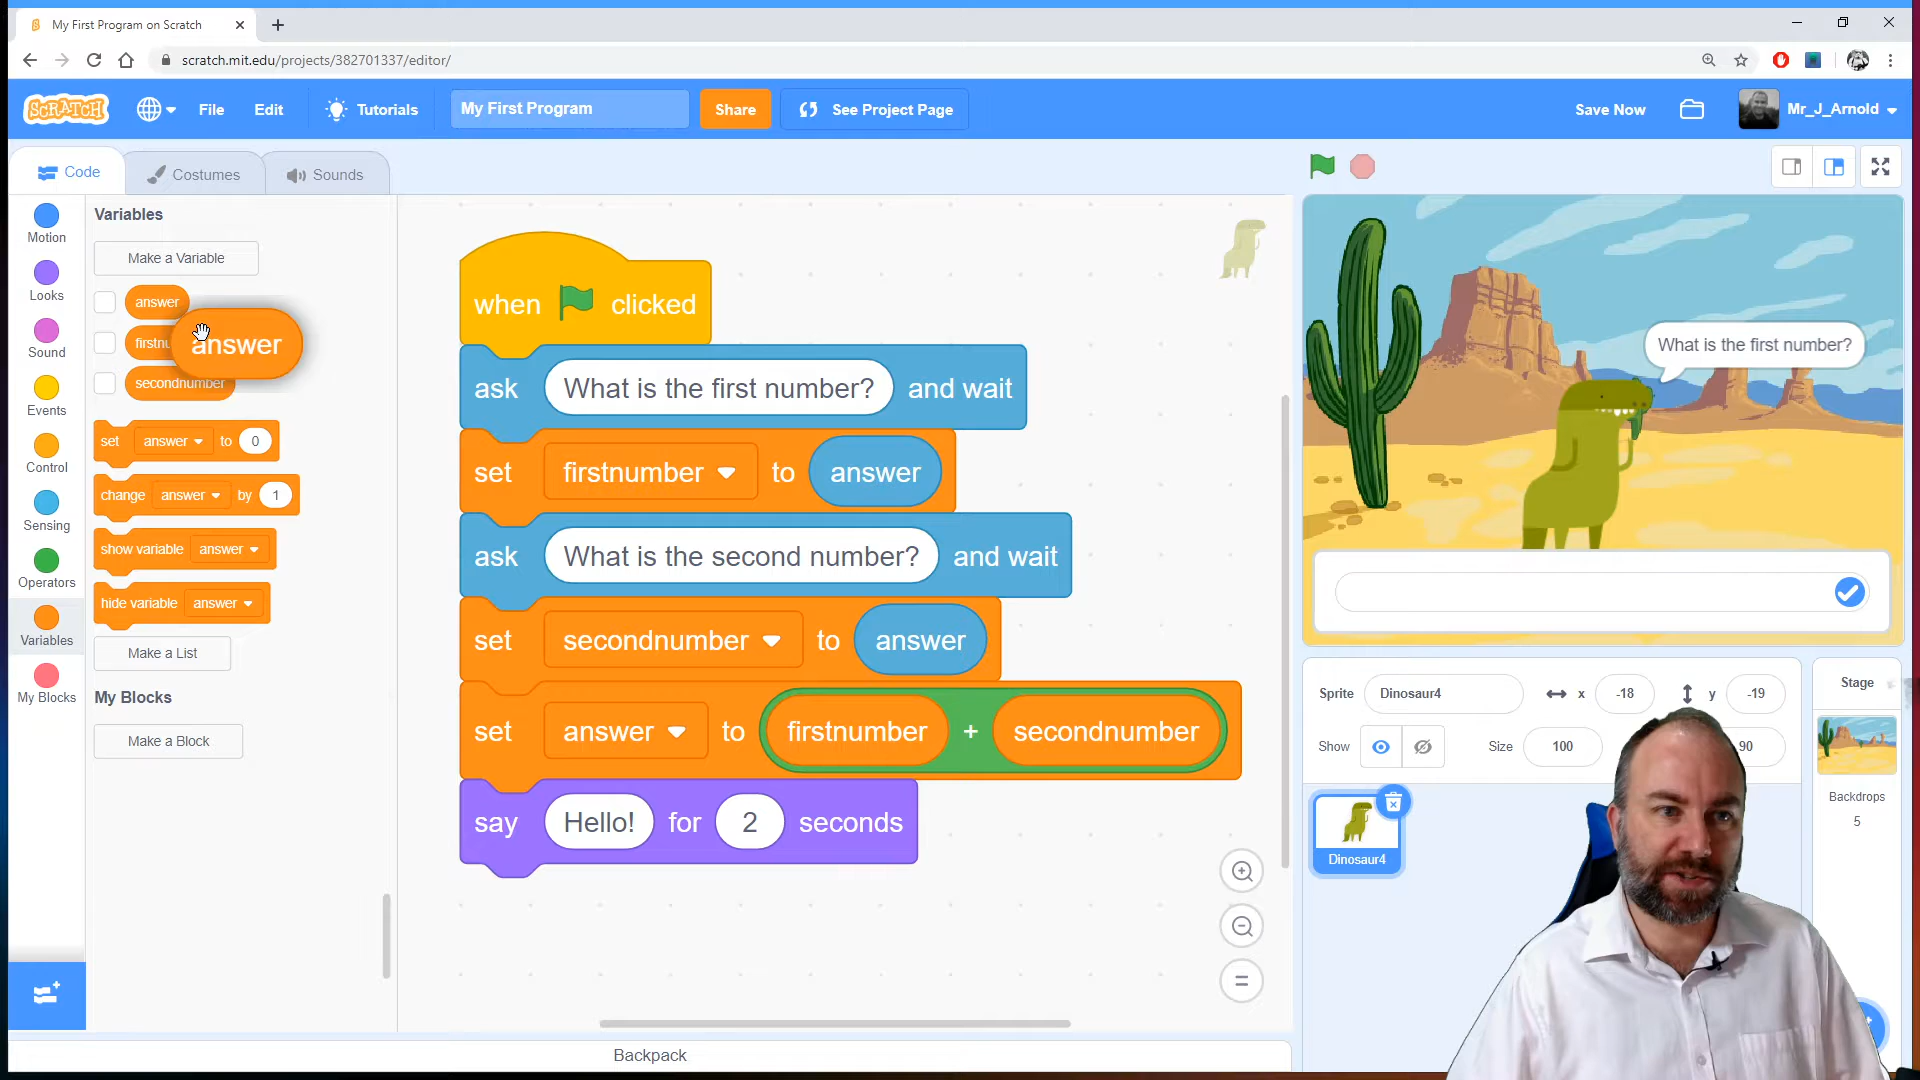 My First Program on Scratch
scratch.mit.edu/projects/382701337/editor/
SCRATCH
File
Edit
Tutorials
My First Program
Share
See Project Page
Save Now
Mr_J_Arnold
Code
Costumes
Sounds
Motion
Looks
Sound
Events
Control
Sensing
Operators
Variables
My Blocks
Variables
Make a Variable
answer
firstnu
answer
secondnumber
set answer to 0
change answer by 1
show variable answer
hide variable answer
Make a List
My Blocks
Make a Block
when clicked
ask What is the first number? and wait
set firstnumber to answer
ask What is the second number? and wait
set secondnumber to answer
set answer to firstnumber + secondnumber
say Hello! for 2 seconds
Backpack
What is the first number?
Sprite Dinosaur4 x -18 y -19
Show Size 100 90
Dinosaur4
Stage
Backdrops
5